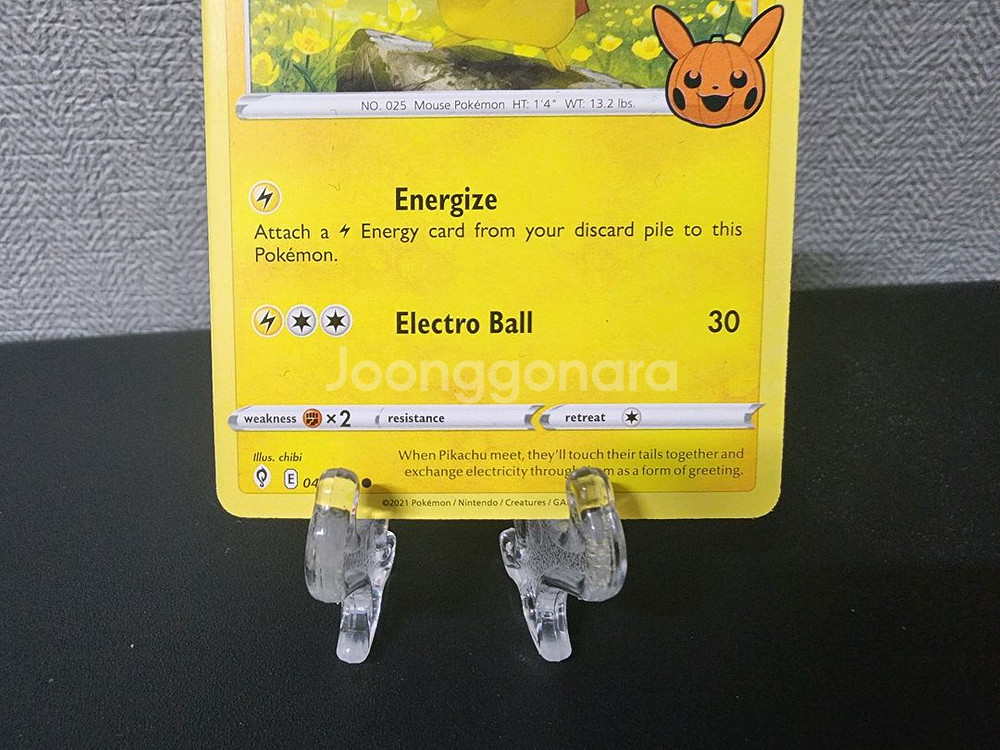 NO. 025 Mouse Pokémon HT: 1'4" WT: 13.2 lbs.
Energize
Attach a Energy card from your discard pile to this
Pokémon.
Electro Ball 30
Joonggonara
weakness ×2 resistance retreat
Illus. chibi
When Pikachu meet, they'll touch their tails together and
exchange electricity as a form of greeting.
E
©2021 Pokémon / Nintendo / Creatures /